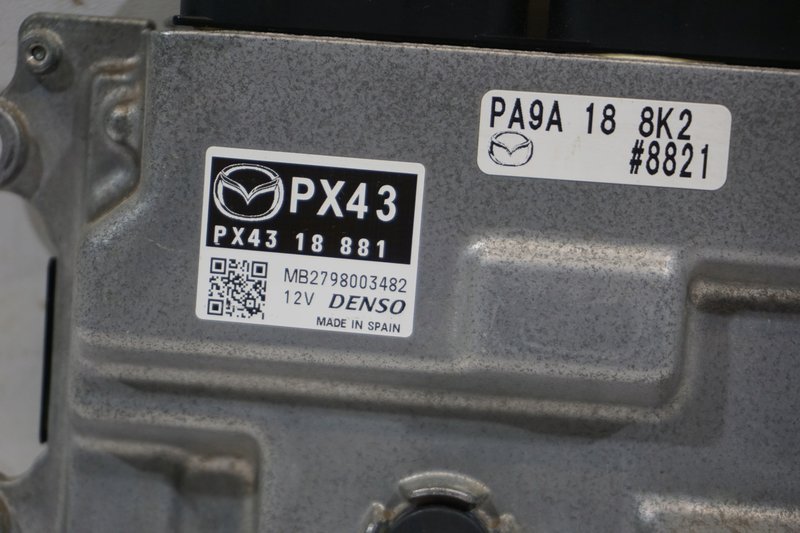 PA9A 18 8K2
#8821
PX43
PX43 18 881
MB2798003482
12V DENSO
MADE IN SPAIN